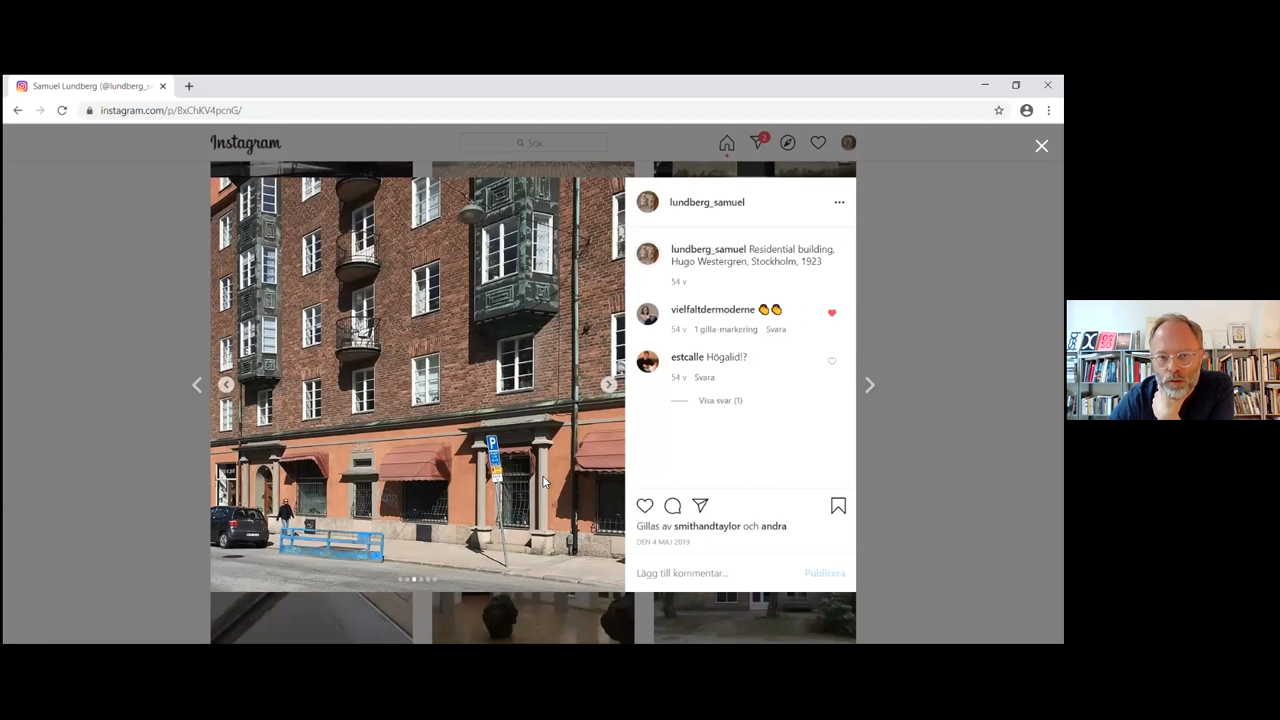 Samuel Lundberg (@lundberg_s
instagram.com/p/BxChKV4pcnG/
Instagram
Sök
2
lundberg_samuel
lundberg_samuel Residential building,
Hugo Westergren, Stockholm, 1923
54 v
vielfaltdermoderne 👏👏
54 v 1 gilla-markering Svara
estcalle Högalid!?
54 v Svara
Visa svar (1)
P
Gillas av smithandtaylor och andra
DEN 4 MAJ 2019
Lägg till kommentar...
Publicera